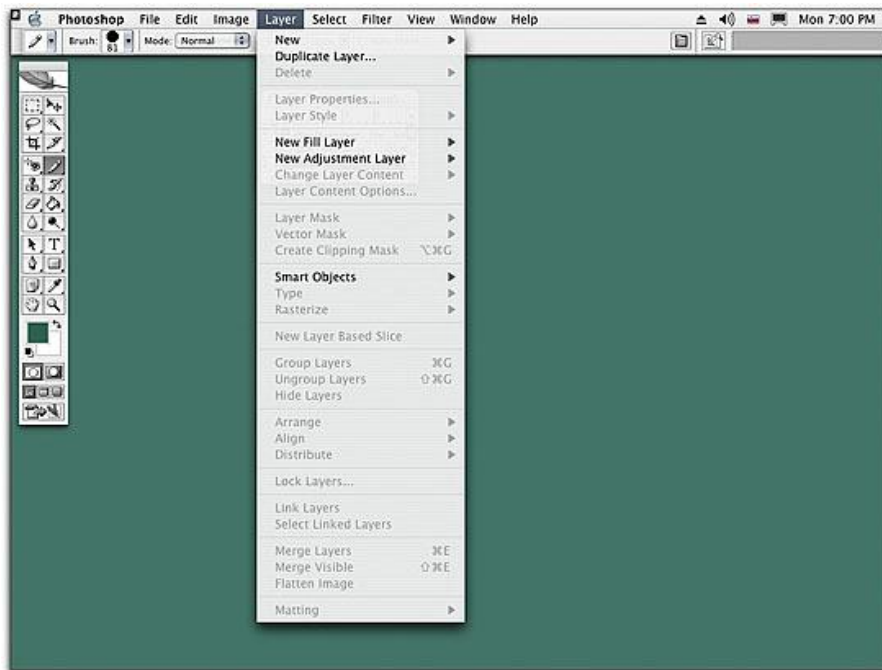 Photoshop File Edit Image Layer Select Filter View Window Help Mon 7:00 PM
Brush: 83 Mode: Normal
New
Duplicate Layer...
Delete
Layer Properties...
Layer Style
New Fill Layer
New Adjustment Layer
Change Layer Content
Layer Content Options...
Layer Mask
Vector Mask
Create Clipping Mask ⌥⌘G
Smart Objects
Type
Rasterize
New Layer Based Slice
Group Layers ⌘G
Ungroup Layers ⇧⌘G
Hide Layers
Arrange
Align
Distribute
Lock Layers...
Link Layers
Select Linked Layers
Merge Layers ⌘E
Merge Visible ⇧⌘E
Flatten Image
Matting